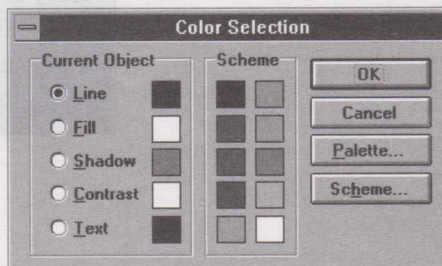 Color Selection
Current Object
Line
Fill
Shadow
Contrast
Text
Scheme
OK
Cancel
Palette...
Scheme...